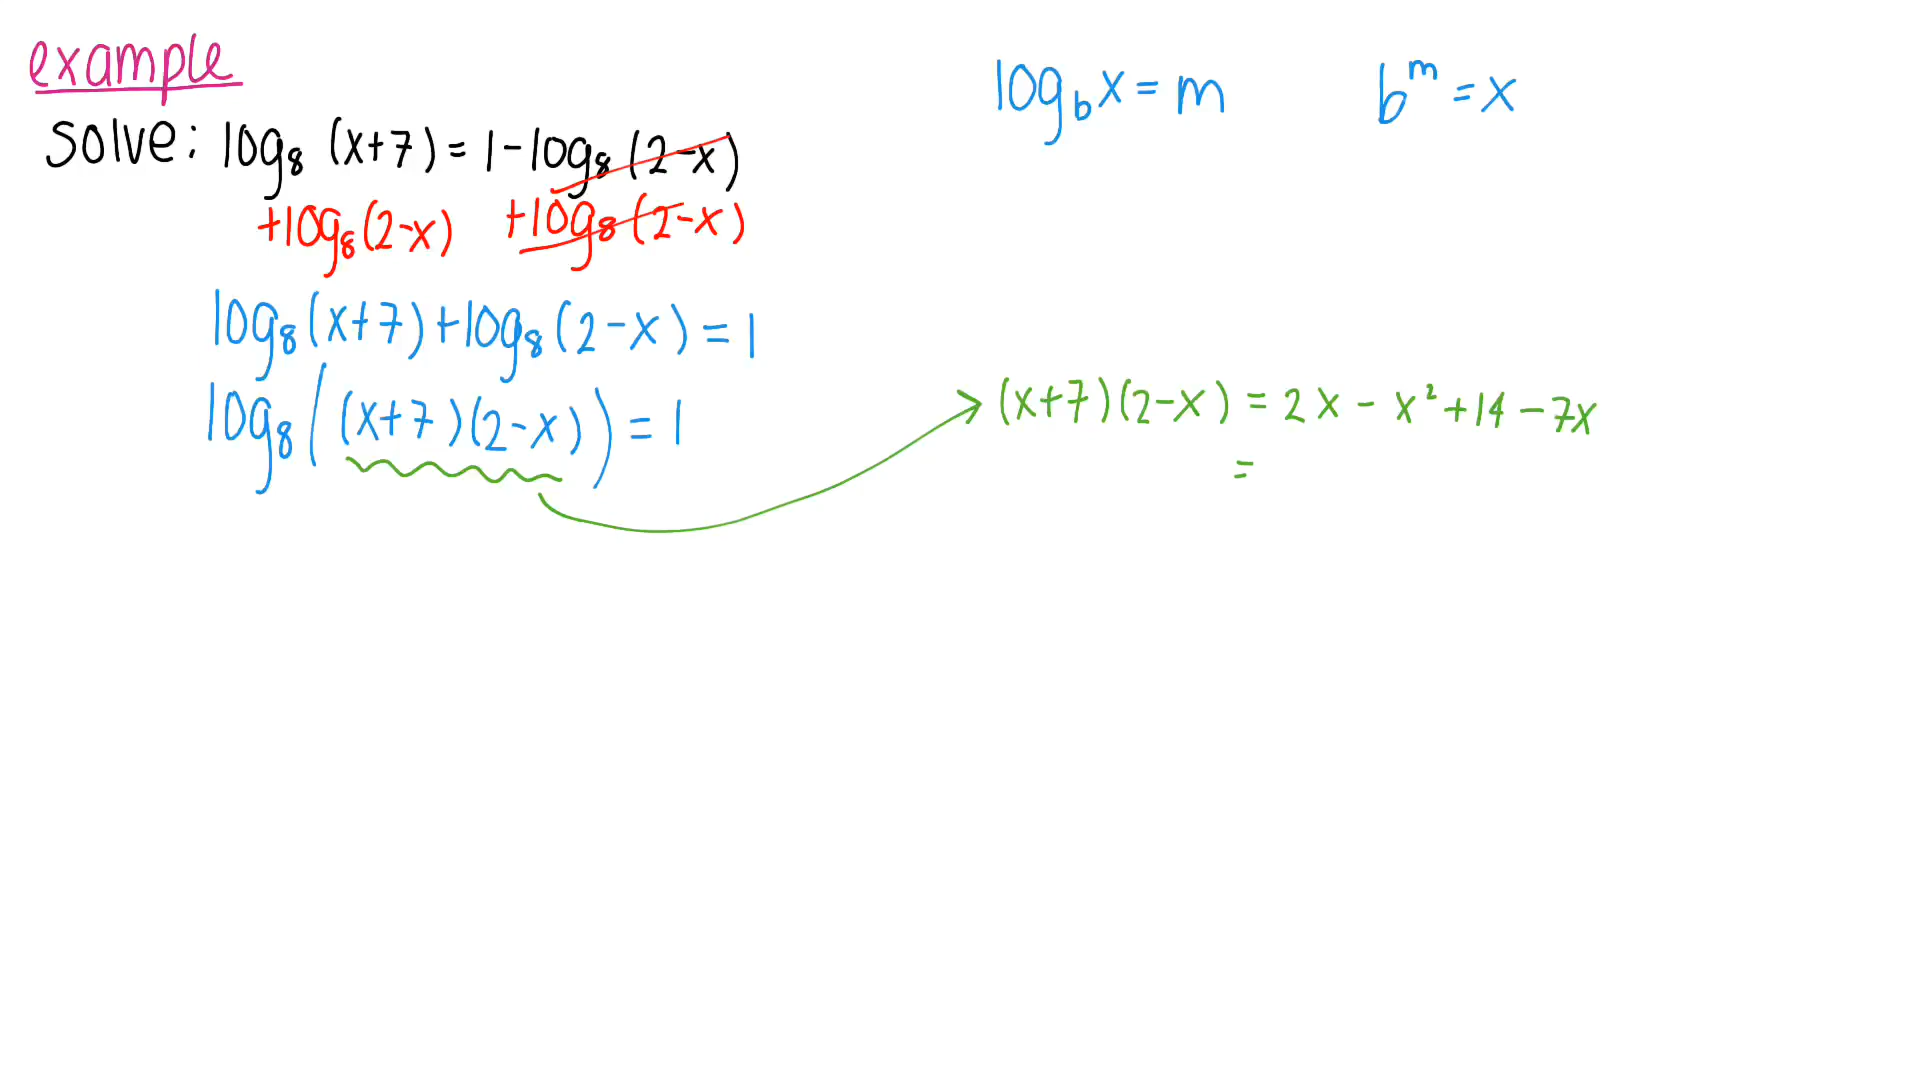 example
log_b x = m    b^m = x
solve: log₈ (x+7) = 1 - log₈ (2-x)
+log₈(2-x)    +log₈(2-x)
log₈(x+7) + log₈(2-x) = 1
log₈((x+7)(2-x)) = 1
(x+7)(2-x) = 2x - x² + 14 - 7x
=